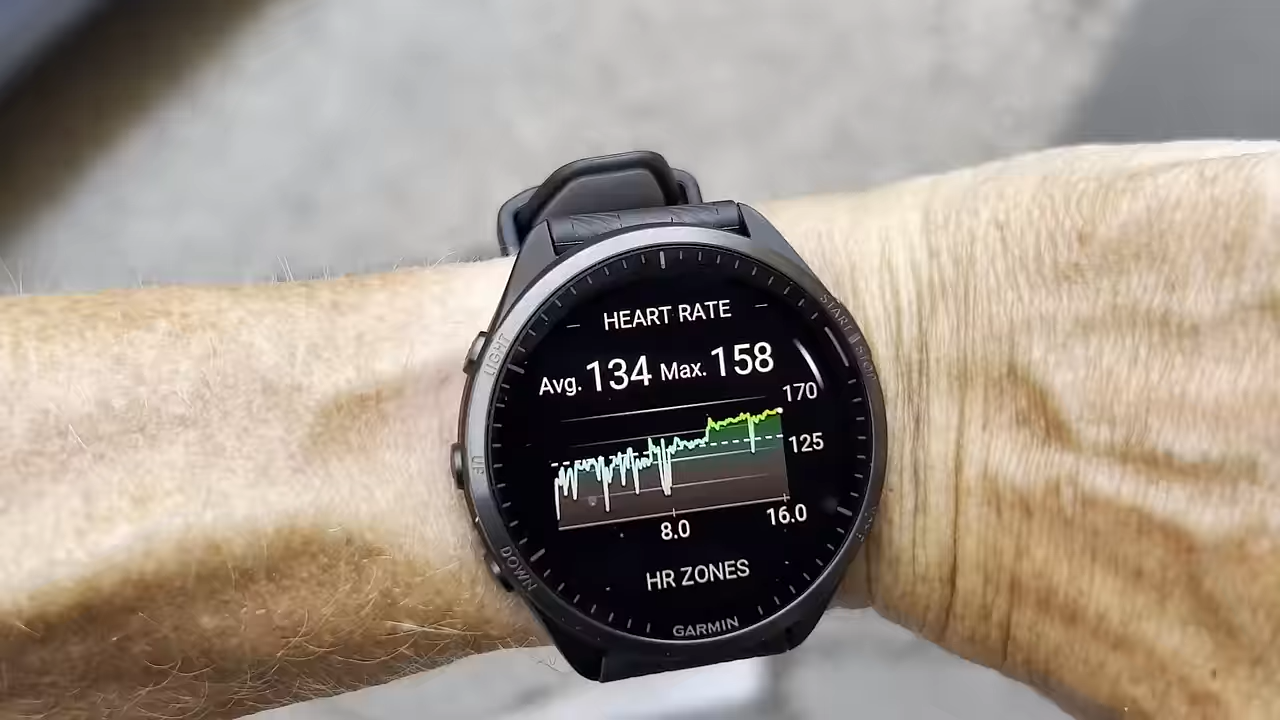 HEART RATE
Avg. 134 Max. 158
170
125
8.0
16.0
HR ZONES
GARMIN
LIGHT
UP
DOWN
START STOP